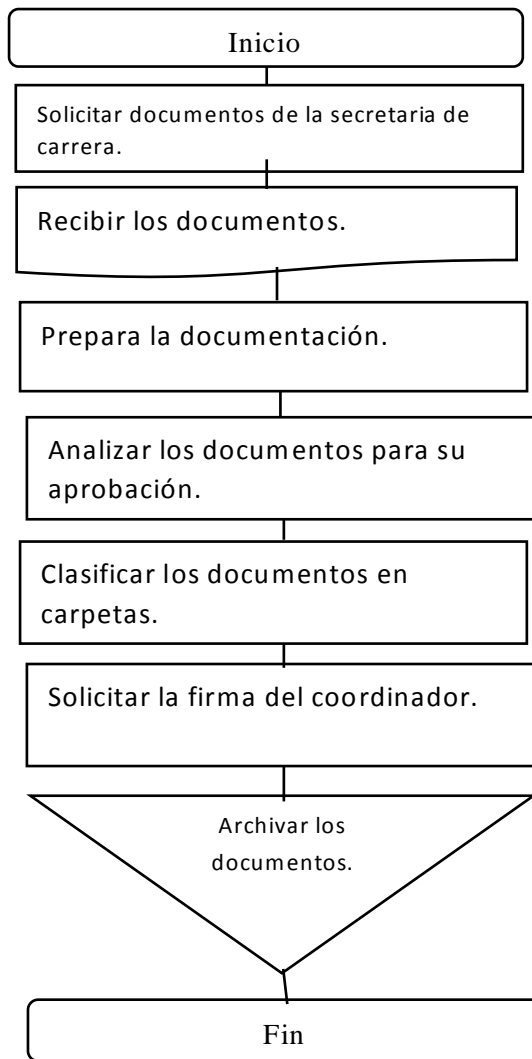 Inicio
Solicitar documentos de la secretaria de
carrera.
Recibir los documentos.
Prepara la documentación.
Analizar los documentos para su
aprobación.
Clasificar los documentos en
carpetas.
Solicitar la firma del coordinador.
Archivar los
documentos.
Fin